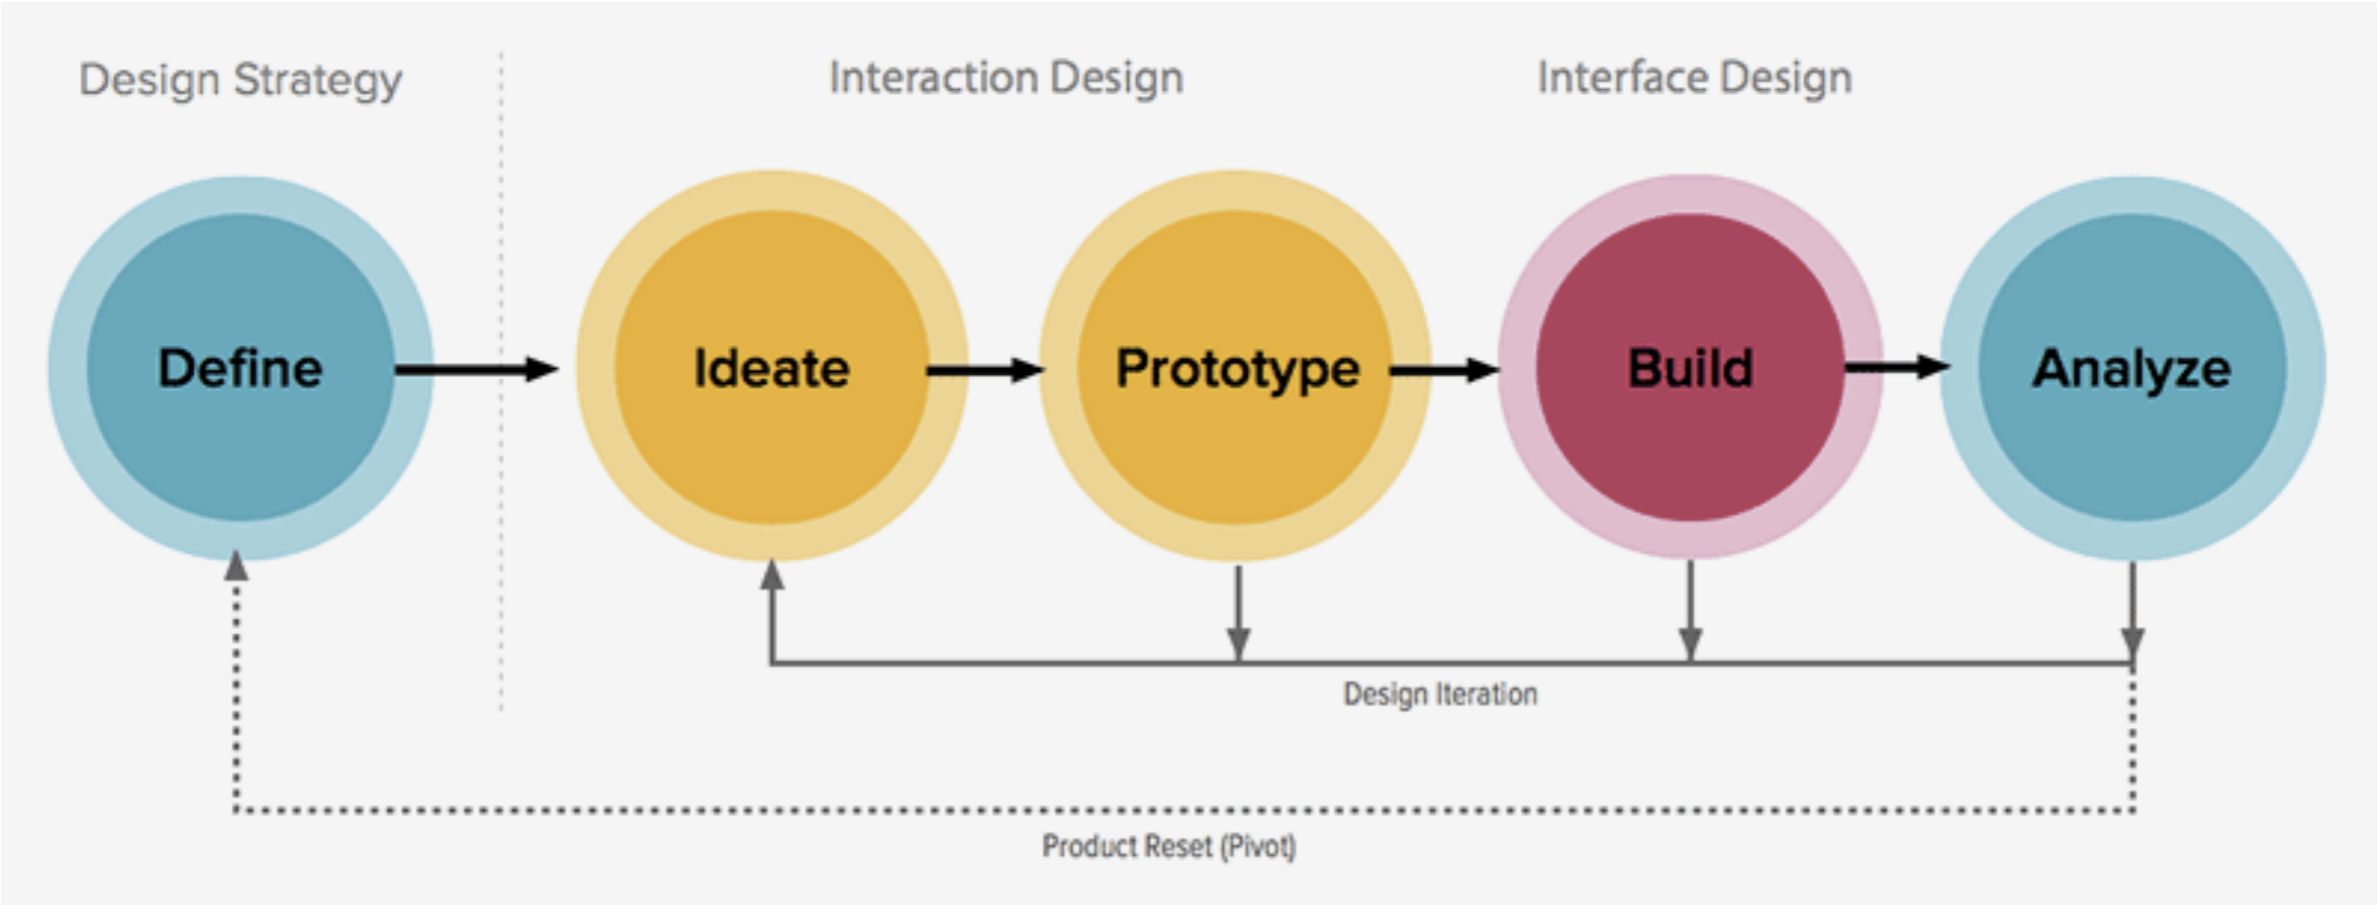 Design Strategy
Interaction Design
Interface Design
Define
Ideate
Prototype
Build
Analyze
Design Iteration
Product Reset (Pivot)